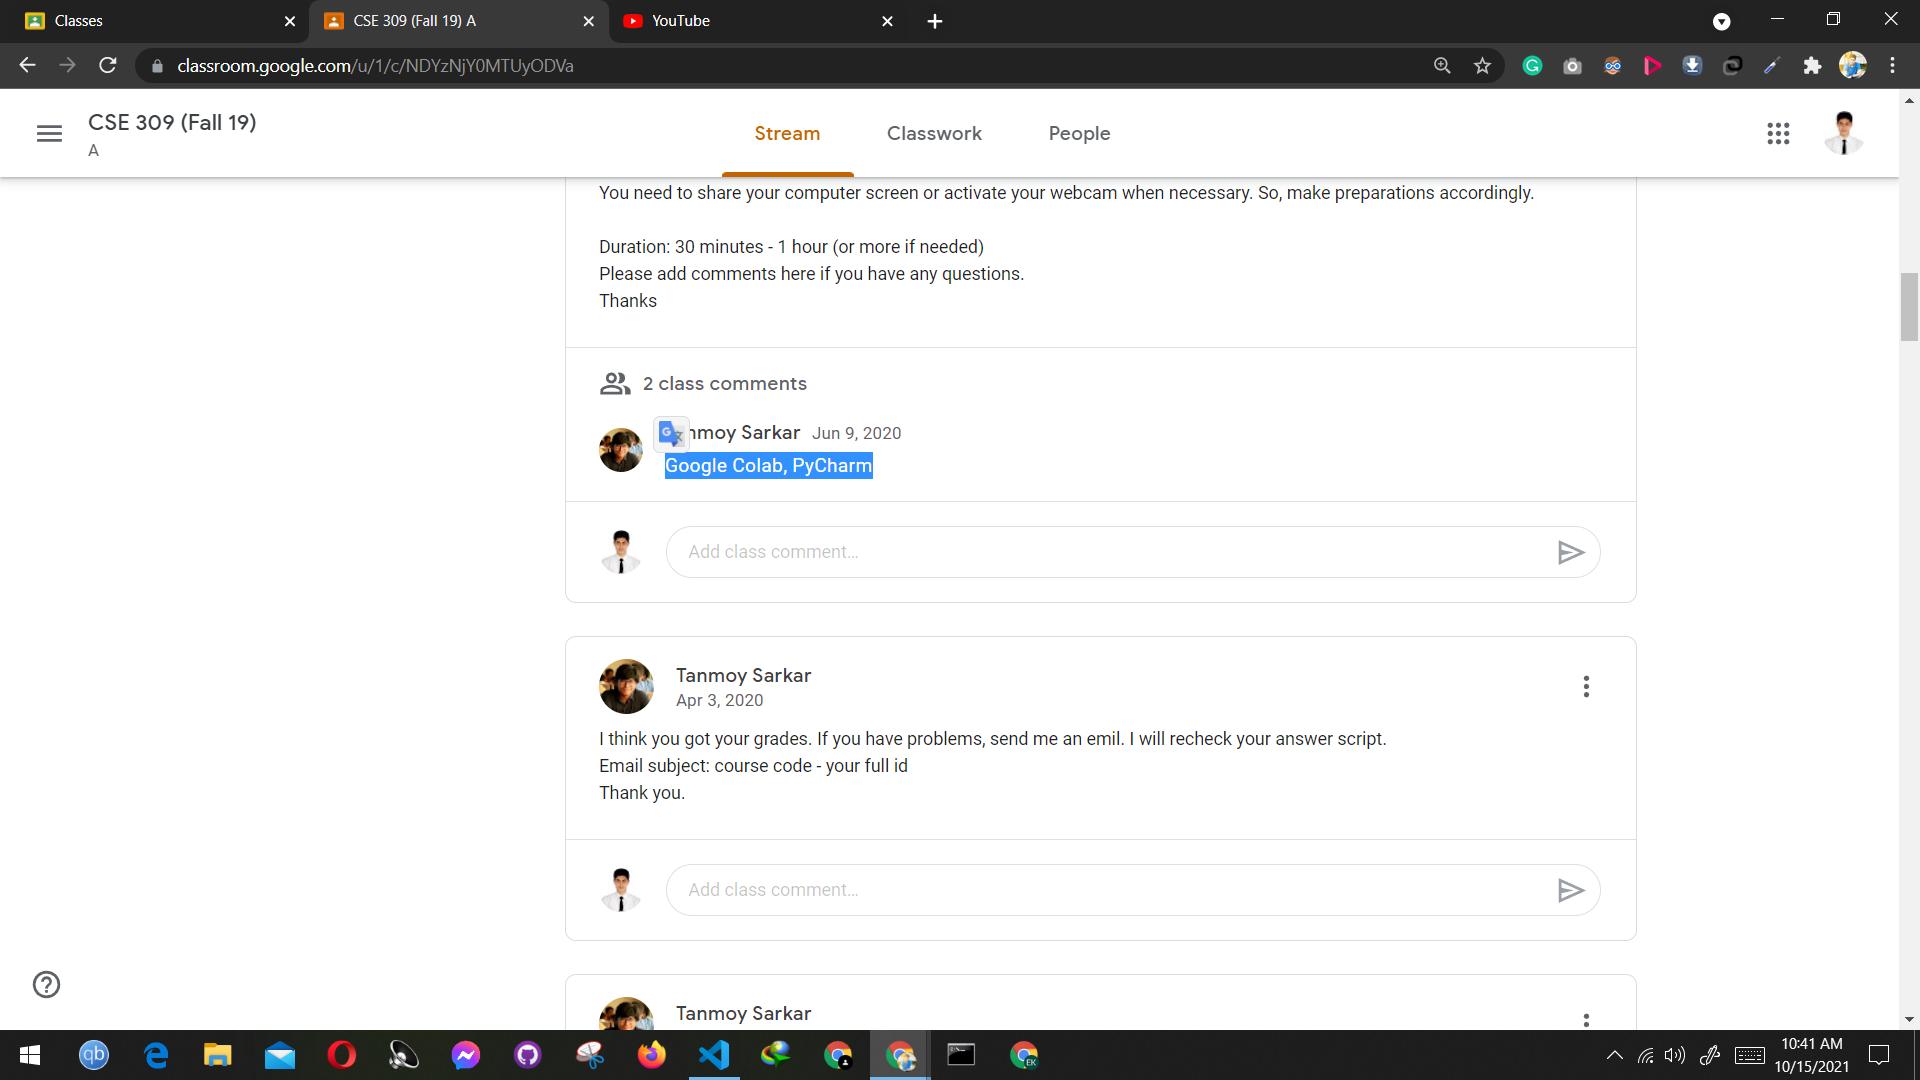 Classes
CSE 309 (Fall 19) A
YouTube
classroom.google.com/u/1/c/NDYzNjY0MTUyODVa
CSE 309 (Fall 19)
A
Stream
Classwork
People
You need to share your computer screen or activate your webcam when necessary. So, make preparations accordingly.
Duration: 30 minutes - 1 hour (or more if needed)
Please add comments here if you have any questions.
Thanks
2 class comments
nmoy Sarkar Jun 9, 2020
Google Colab, PyCharm
Add class comment...
Tanmoy Sarkar
Apr 3, 2020
I think you got your grades. If you have problems, send me an emil. I will recheck your answer script.
Email subject: course code - your full id
Thank you.
Add class comment...
Tanmoy Sarkar
qb
EK
10:41 AM
10/15/2021